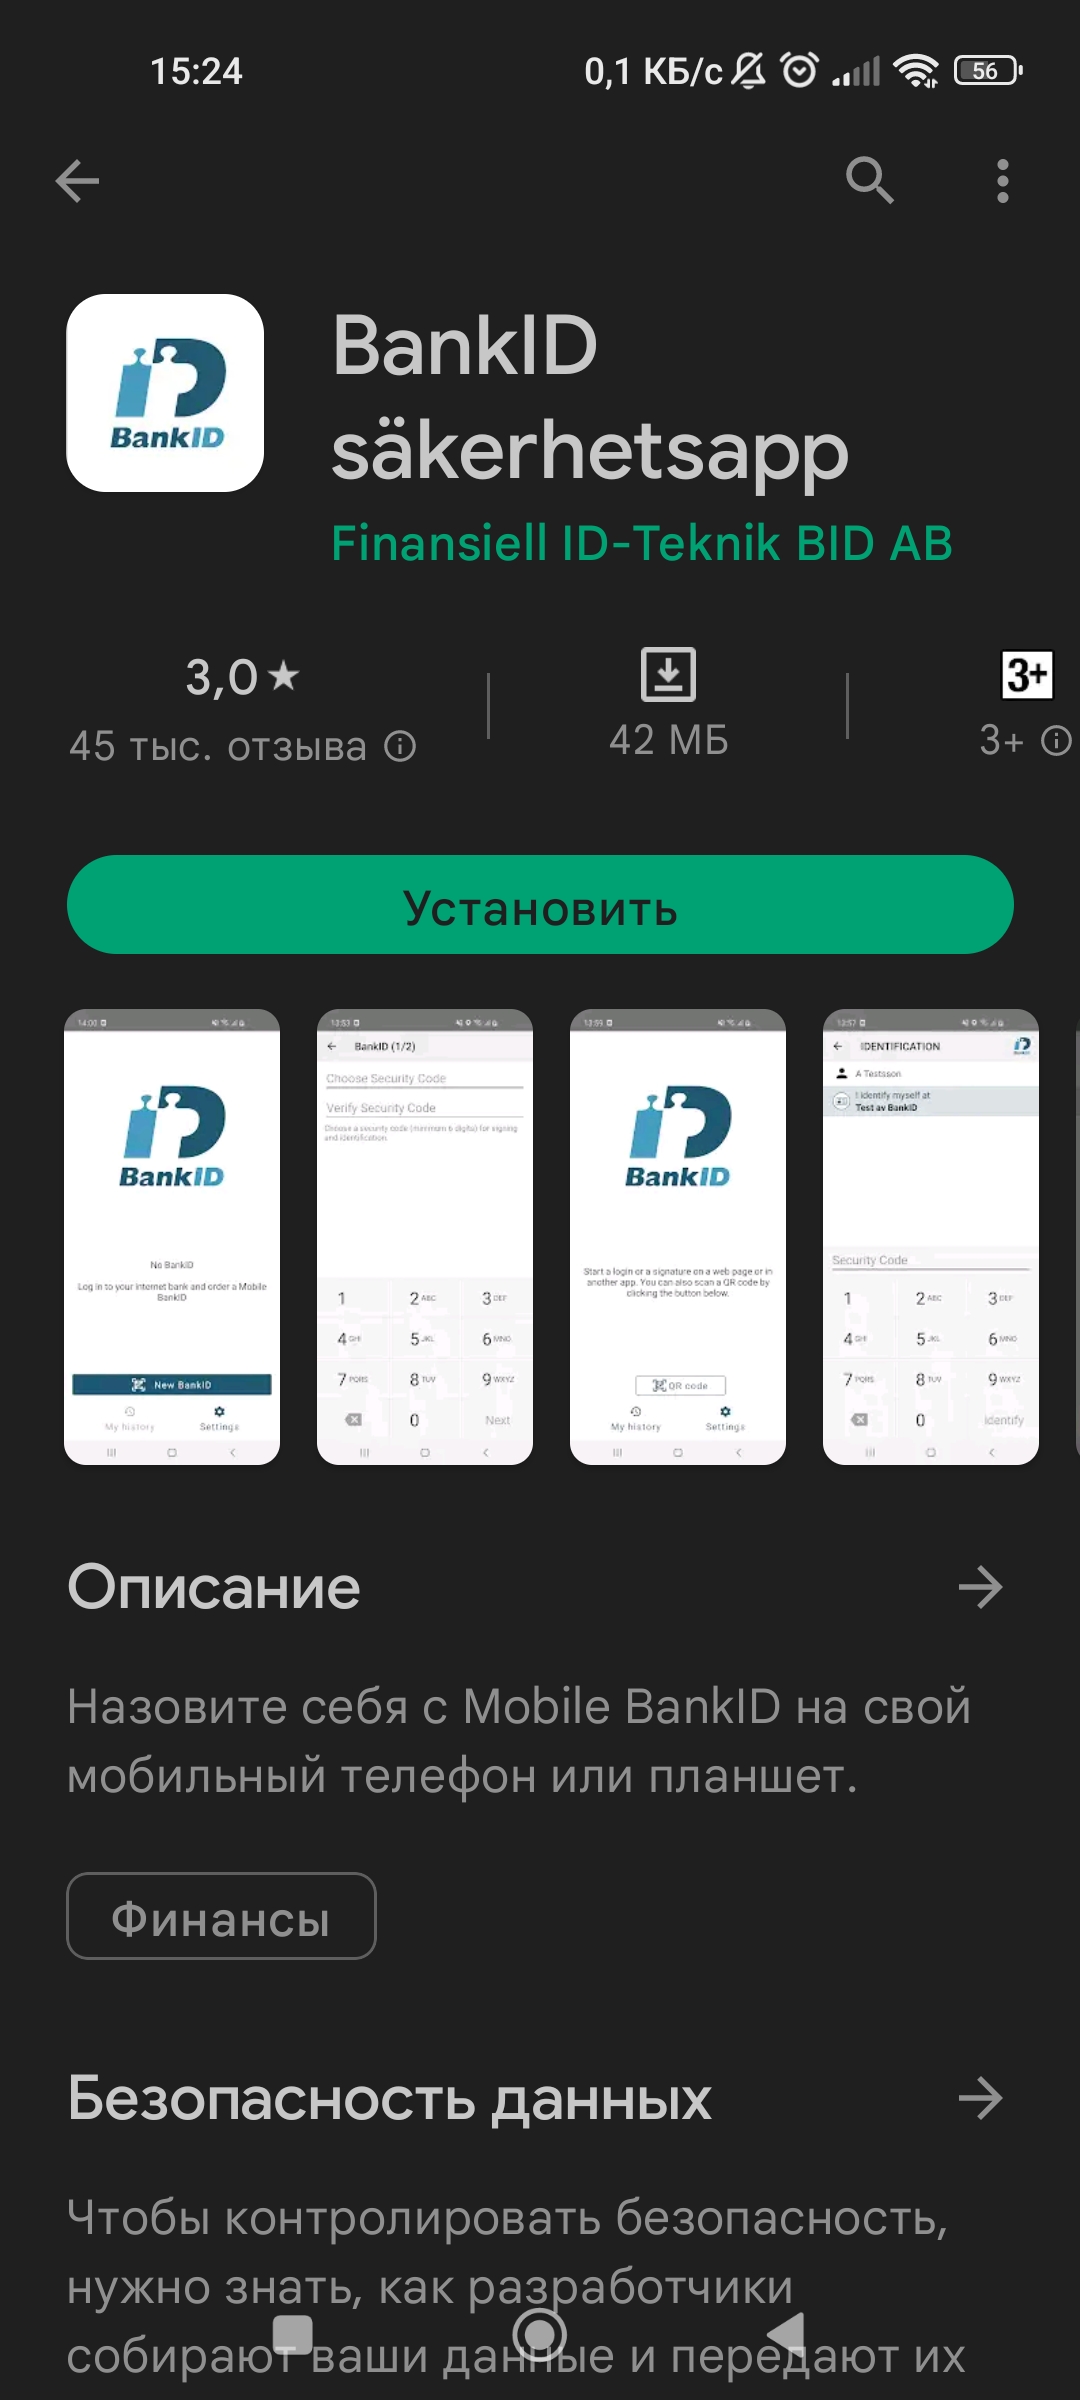 15:24
0,1 КБ/с
56
BankID
BankID
säkerhetsapp
Finansiell ID-Teknik BID AB
3,0
45 тыс. отзыва
42 МБ
3+
3+
Установить
14:00
BankID
No BankID
Log in to your internet bank and order a Mobile
BankID
New BankID
My history
Settings
13:53
BankID (1/2)
Choose Security Code
Verify Security Code
Choose a security code (minimum 6 digits) for signing
and identification.
1
2 ABC
3 DEF
4 GHI
5 JKL
6 MNO
7 PQRS
8 TUV
9 WXYZ
0
Next
13:59
BankID
Start a login or a signature on a web page or in
another app. You can also scan a QR code by
clicking the button below.
QR code
My history
Settings
13:57
IDENTIFICATION
A Testsson
I identify myself at
Test av BankID
Security Code
1
2 ABC
3 DEF
4 GHI
5 JKL
6 MNO
7 PQRS
8 TUV
9 WXYZ
0
Identify
Описание
Назовите себя с Mobile BankID на свой
мобильный телефон или планшет.
Финансы
Безопасность данных
Чтобы контролировать безопасность,
нужно знать, как разработчики
собирают ваши данные и передают их